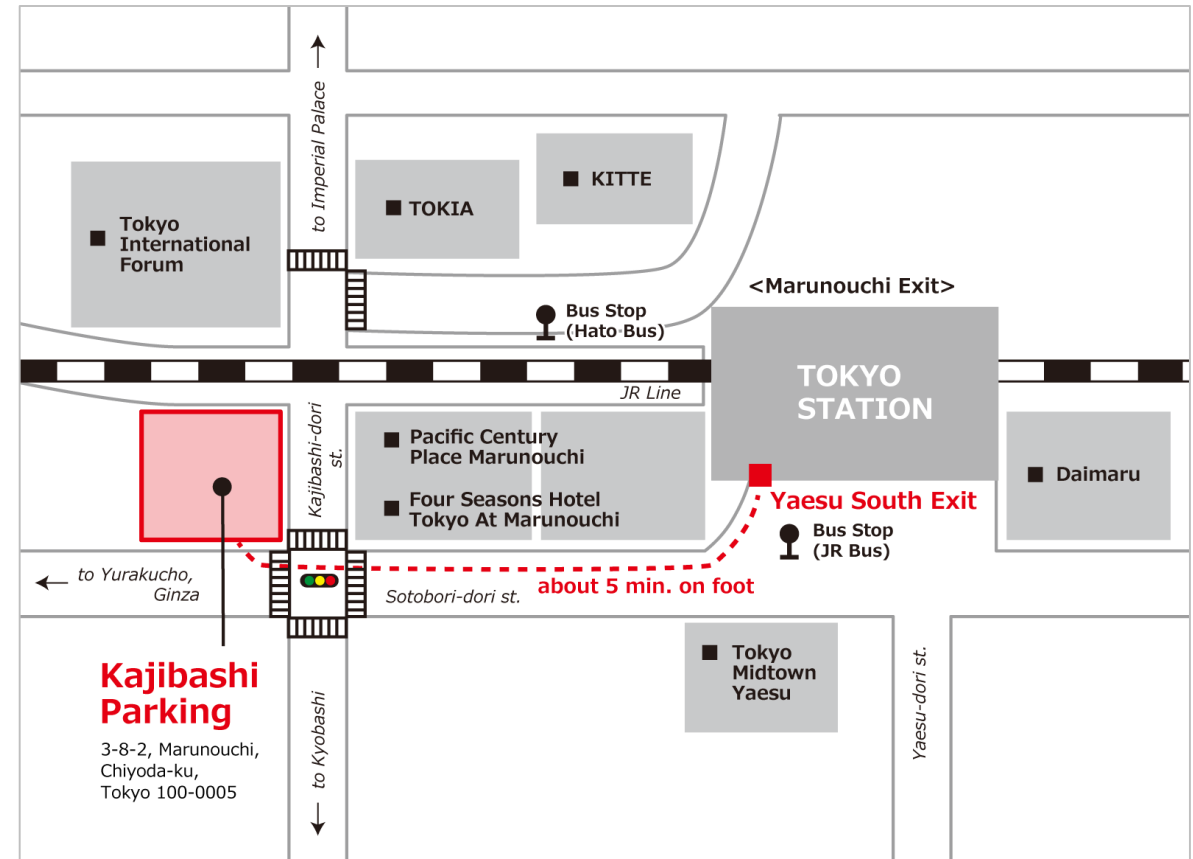 to Imperial Palace
KITTE
TOKIA
Tokyo
International
Forum
<Marunouchi Exit>
Bus Stop
(Hato Bus)
TOKYO
STATION
JR Line
Kajibashi-dori
st.
Pacific Century
Place Marunouchi
Four Seasons Hotel
Tokyo At Marunouchi
Daimaru
Yaesu South Exit
Bus Stop
(JR Bus)
to Yurakucho,
Ginza
Sotobori-dori st.
about 5 min. on foot
Kajibashi
Parking
3-8-2, Marunouchi,
Chiyoda-ku,
Tokyo 100-0005
to Kyobashi
Tokyo
Midtown
Yaesu
Yaesu-dori st.